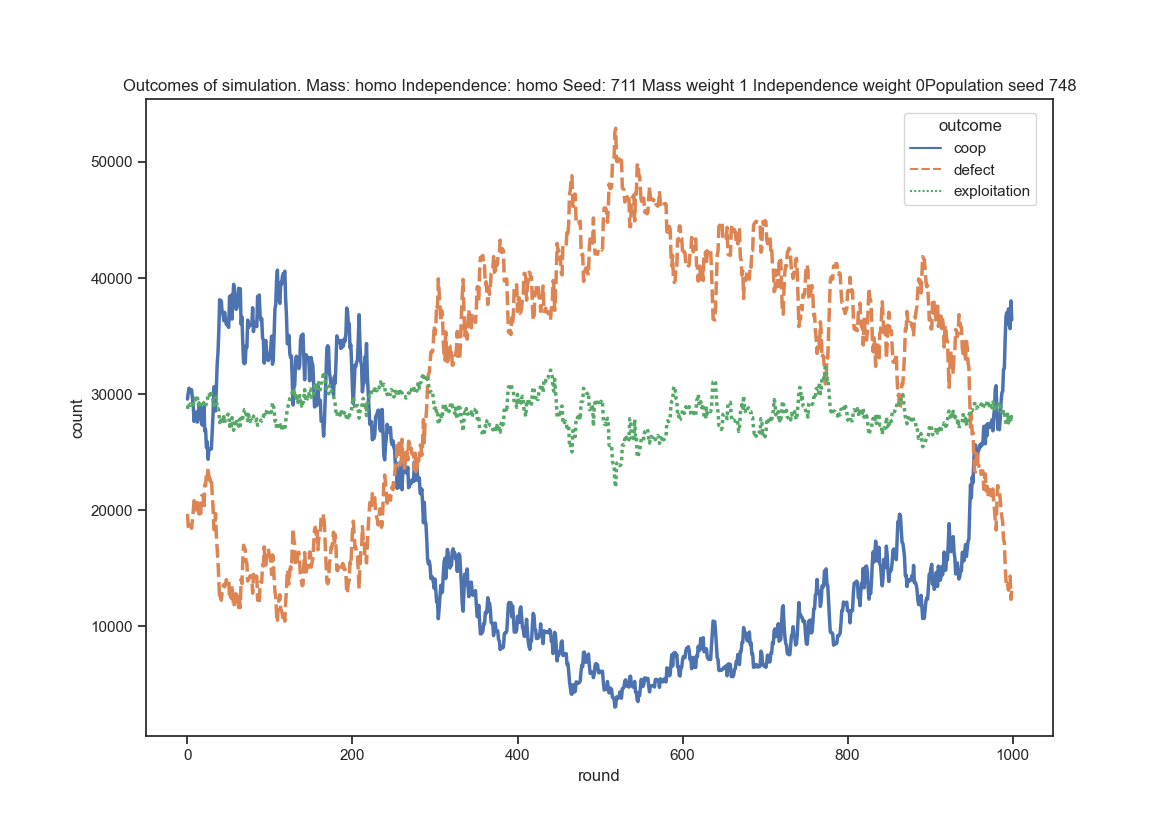 Outcomes of simulation. Mass: homo Independence: homo Seed: 711 Mass weight 1 Independence weight 0Population seed 748
outcome
coop
defect
exploitation
50000
40000
30000
20000
10000
count
0 200 400 600 800 1000
round